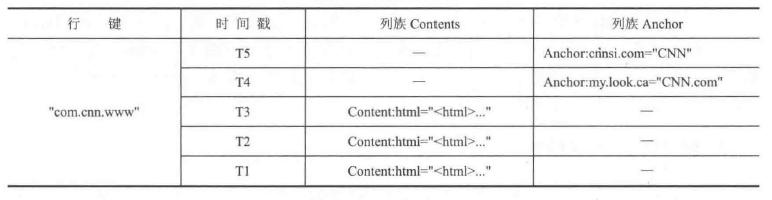 行 键 时 间 戳 列族 Contents 列族 Anchor
T5 — Anchor:cnnsi.com="CNN"
T4 — Anchor:my.look.ca="CNN.com"
"com.cnn.www" T3 Content:html="<html>..." —
T2 Content:html="<html>..." —
T1 Content:html="<html>..." —